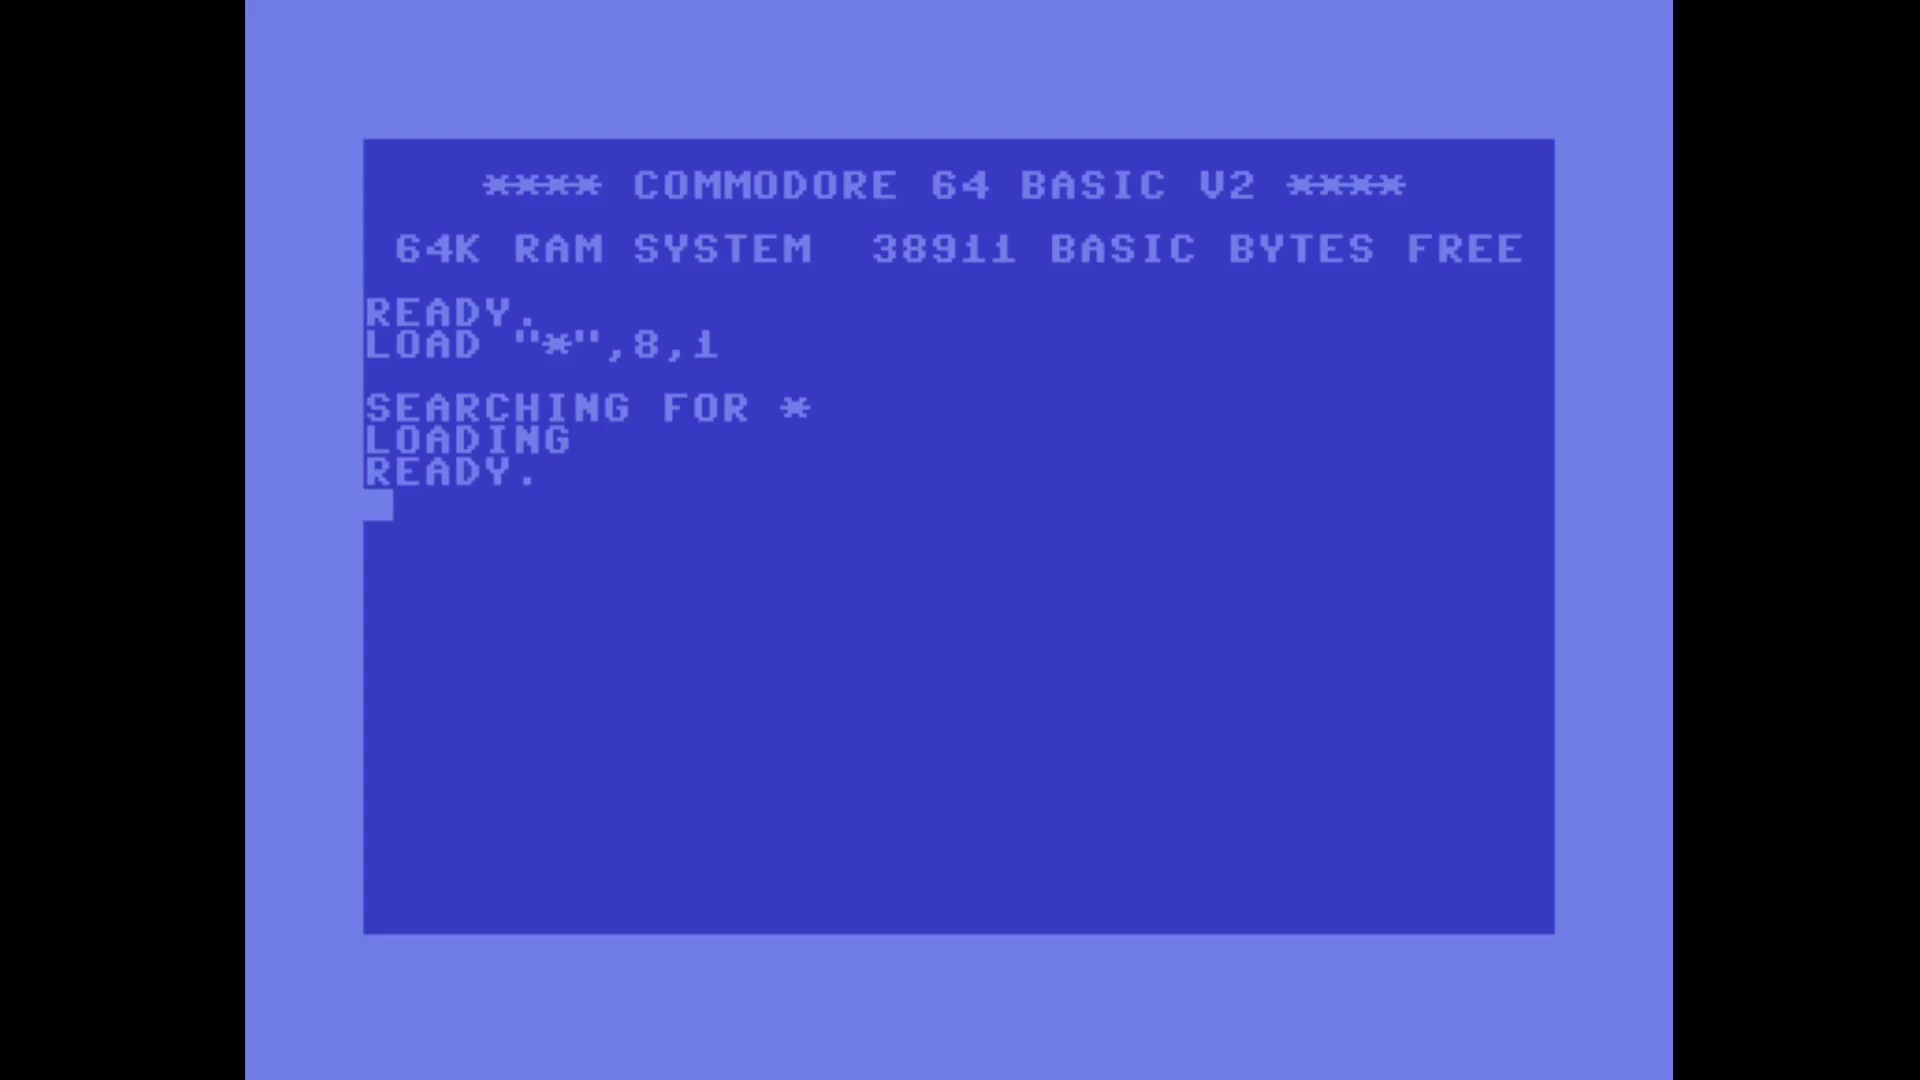 **** COMMODORE 64 BASIC V2 ****
64K RAM SYSTEM  38911 BASIC BYTES FREE
READY.
LOAD "*",8,1
SEARCHING FOR *
LOADING
READY.